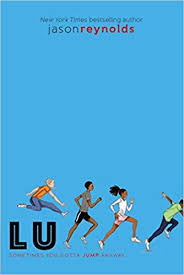 New York Times bestselling author
jasonreynolds
LU
SOMETIMES YOU GOTTA JUMP ANYWAY.